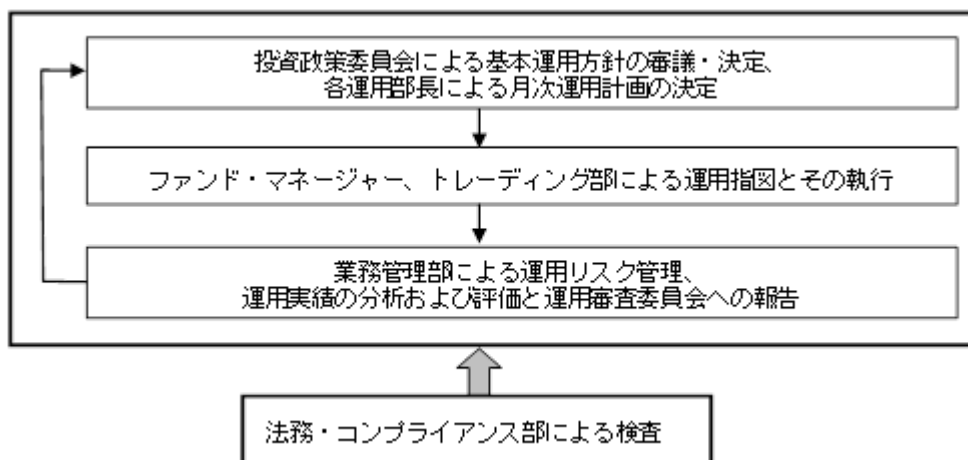 投資政策委員会による基本運用方針の審議・決定、
各運用部長による月次運用計画の決定
ファンド・マネージャー、トレーディング部による運用指図とその執行
業務管理部による運用リスク管理、
運用実績の分析および評価と運用審査委員会への報告
法務・コンプライアンス部による検査